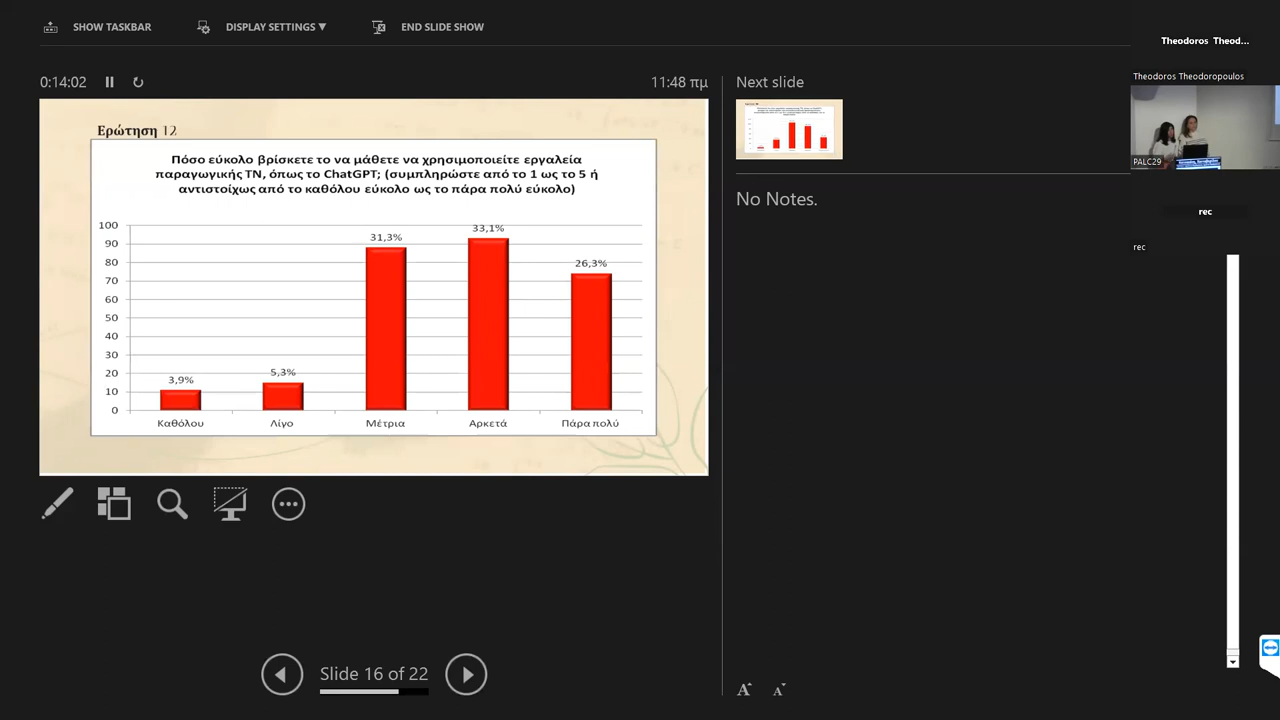 SHOW TASKBAR
DISPLAY SETTINGS ▼
END SLIDE SHOW
Theodoros Theod...
0:14:02
11:48 πμ
Next slide
Theodoros Theodoropoulos
PALC29
rec
rec
No Notes.
Ερώτηση 12
Πόσο εύκολο βρίσκετε το να μάθετε να χρησιμοποιείτε εργαλεία
παραγωγικής ΤΝ, όπως το ChatGPT; (συμπληρώστε από το 1 ως το 5 ή
αντιστοίχως από το καθόλου εύκολο ως το πάρα πολύ εύκολο)
100
90
80
70
60
50
40
30
20
10
0
3,9%
5,3%
31,3%
33,1%
26,3%
Καθόλου
Λίγο
Μέτρια
Αρκετά
Πάρα πολύ
Slide 16 of 22
A A